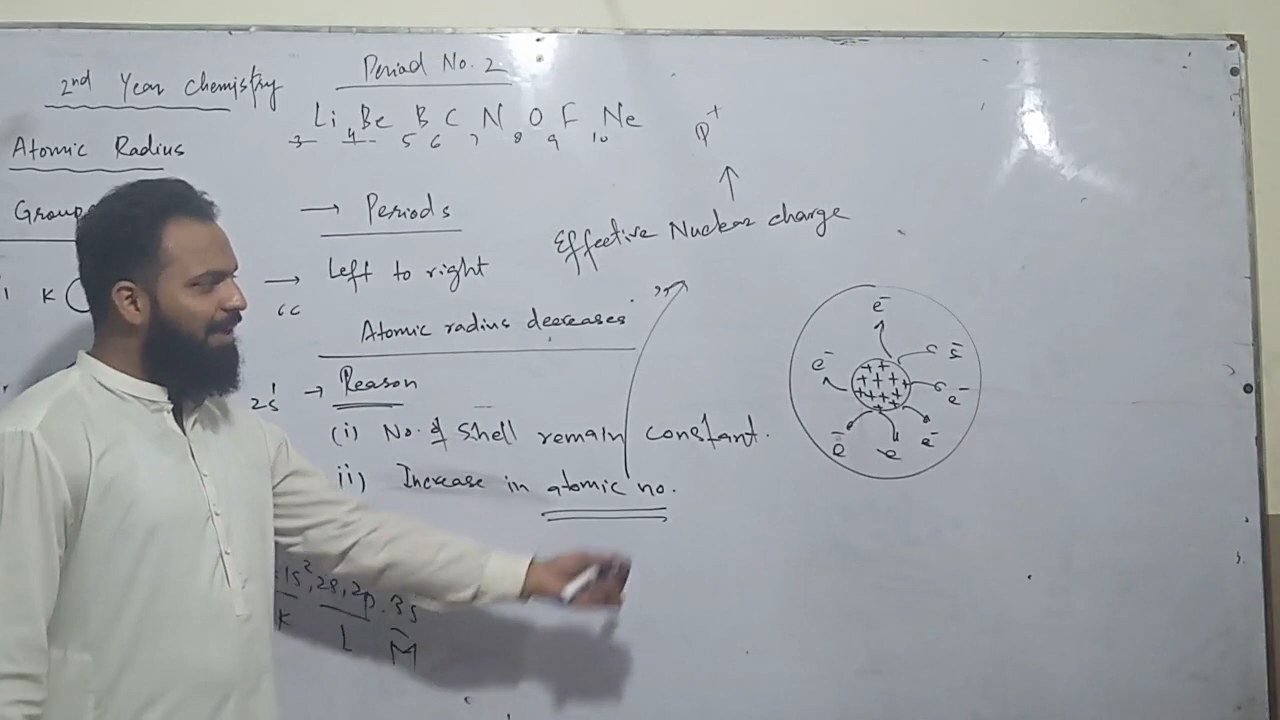 2nd Year Chemistry
Period No. 2
Li Be B C N O F Ne
3 4 5 6 7 8 9 10
P+
Atomic Radius
Group
→ Periods
Effective Nuclear charge
→ Left to right
K
Atomic radius decreases
2s¹ → Reason
(i) No. of Shell remain constant.
ii) Increase in atomic no.
1s², 2s, 2p. 3s
K L M
e⁻
e⁻ e⁻
+ + + + + + + + + + +
e⁻
e⁻ e⁻ e⁻